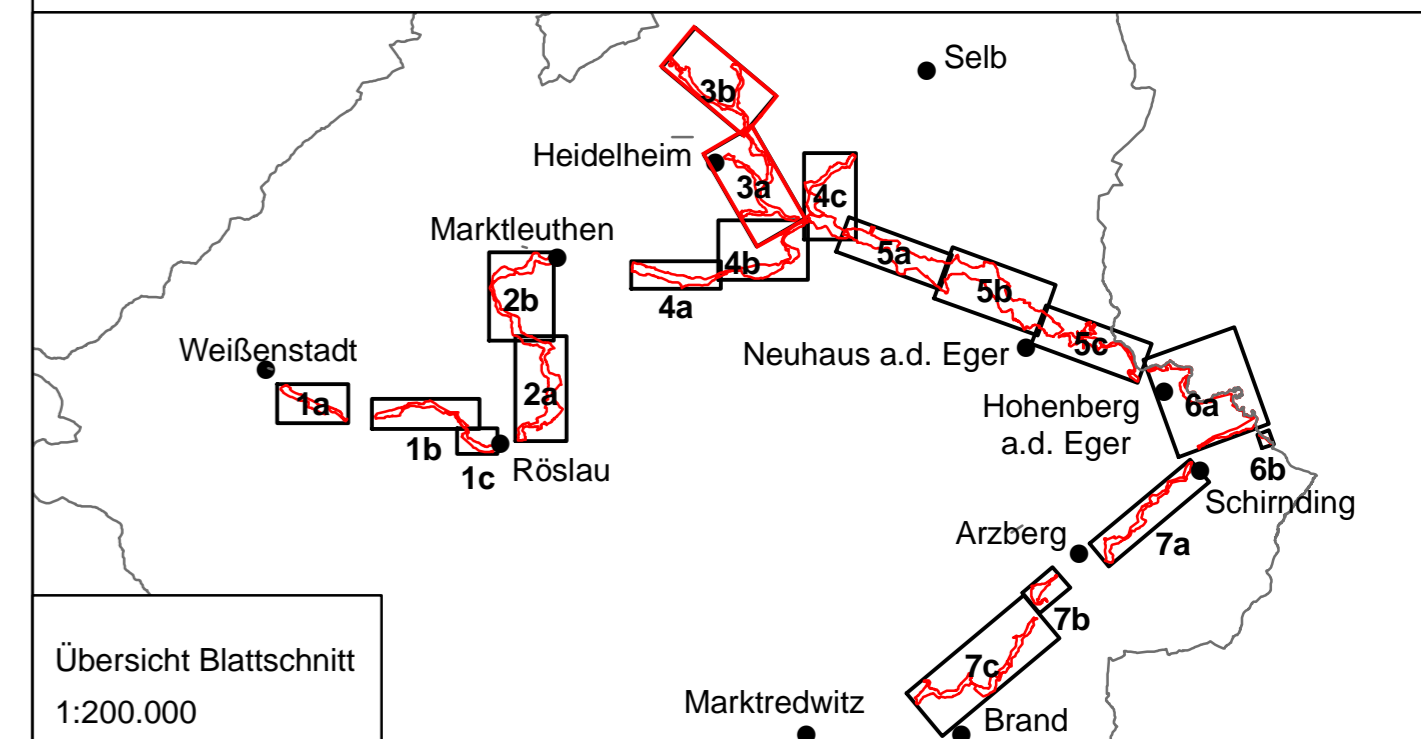 Selb
3b
Heidelheim
3a
4c
Marktleuthen
5a
4b
5b
2b
4a
5c
Weißenstadt
Neuhaus a.d. Eger
1a
2a
Hohenberg
a.d. Eger
6a
1b
1c
Röslau
6b
Schirnding
Arzberg
7a
7b
Übersicht Blattschnitt
1:200.000
7c
Marktredwitz
Brand